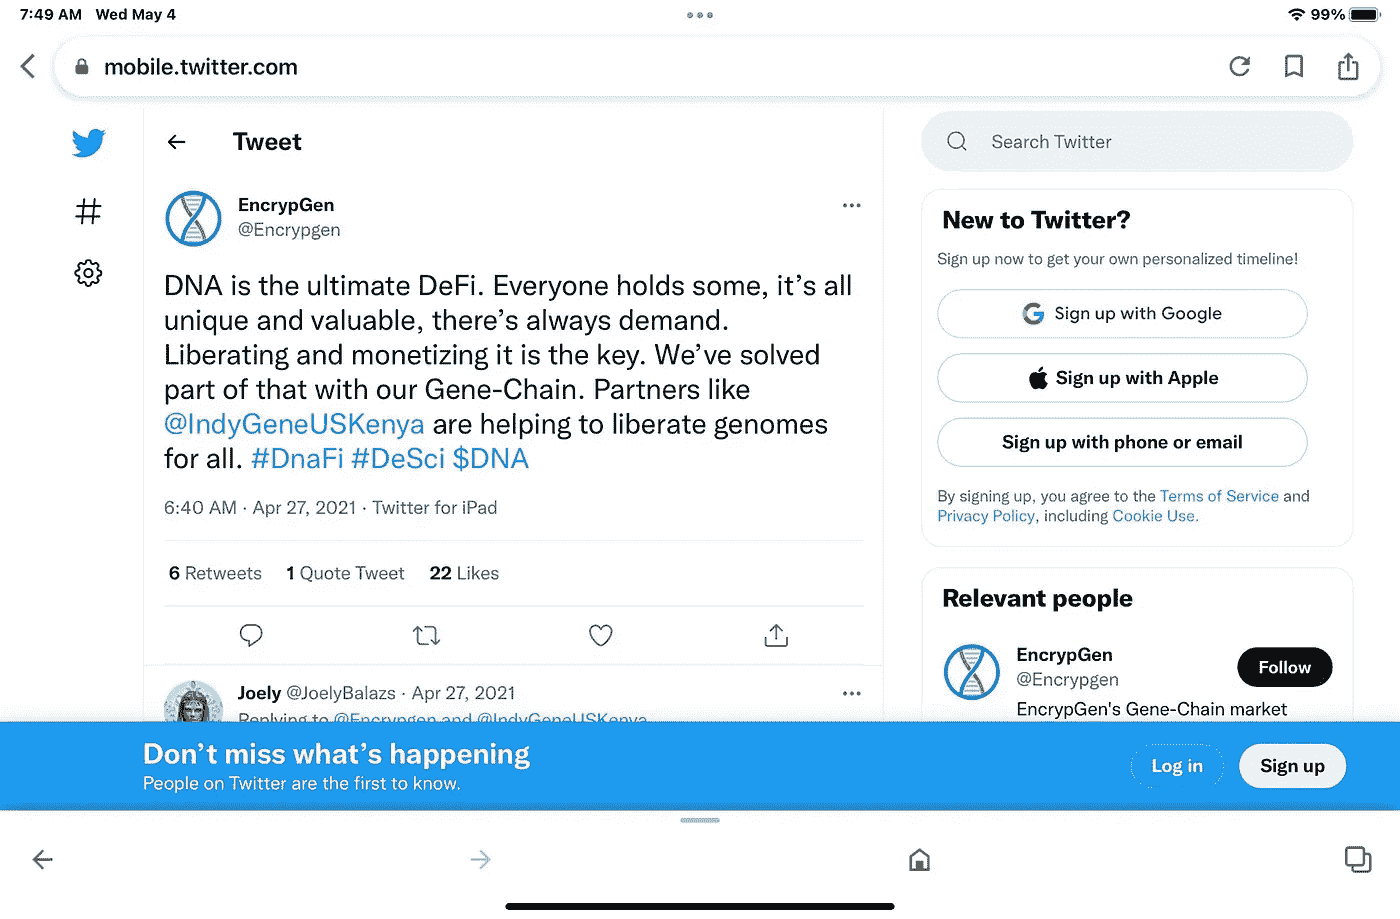 7:49 AM Wed May 4
99%
mobile.twitter.com
Tweet
EncrypGen
@Encrypgen
DNA is the ultimate DeFi. Everyone holds some, it’s all
unique and valuable, there’s always demand.
Liberating and monetizing it is the key. We’ve solved
part of that with our Gene-Chain. Partners like
@IndyGeneUSKenya are helping to liberate genomes
for all. #DnaFi #DeSci $DNA
6:40 AM · Apr 27, 2021 · Twitter for iPad
6 Retweets 1 Quote Tweet 22 Likes
Joely @JoelyBalazs · Apr 27, 2021
Replying to @Encrypgen and @IndyGeneUSKenya
Search Twitter
New to Twitter?
Sign up now to get your own personalized timeline!
Sign up with Google
Sign up with Apple
Sign up with phone or email
By signing up, you agree to the Terms of Service and
Privacy Policy, including Cookie Use.
Relevant people
EncrypGen
@Encrypgen
Follow
EncrypGen's Gene-Chain market
Don’t miss what’s happening
People on Twitter are the first to know.
Log in
Sign up